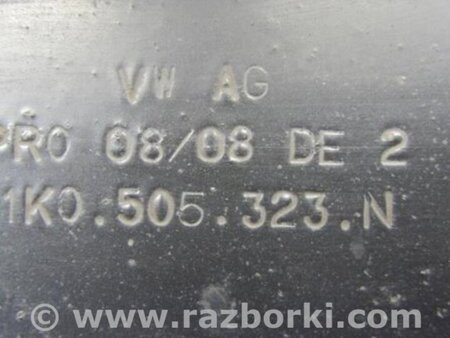 VW AG
PRO 08/08 DE 2
1K0.505.323.N
www.razborki.com